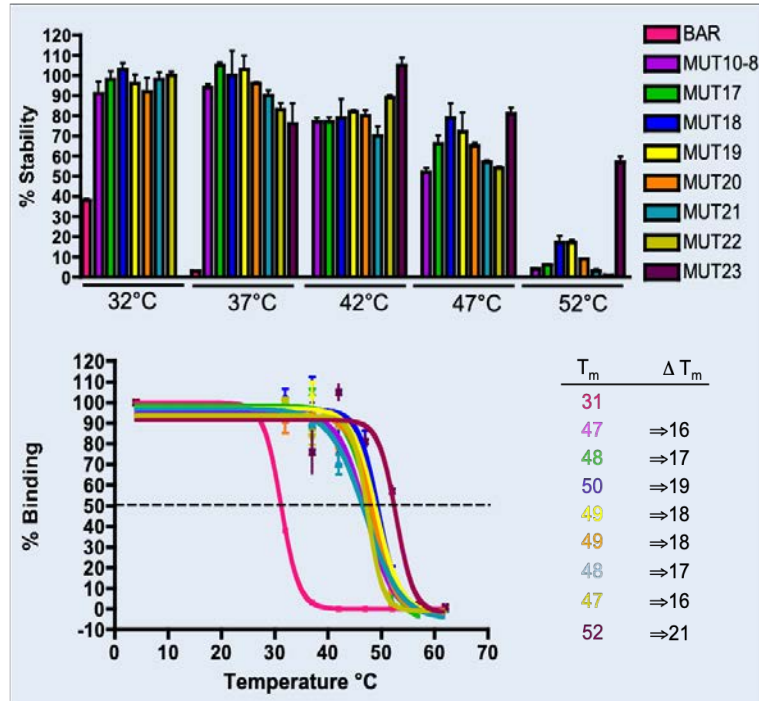 120
110
100
90
80
70
60
50
40
30
20
10
0
% Stability
32°C 37°C 42°C 47°C 52°C
BAR
MUT10-8
MUT17
MUT18
MUT19
MUT20
MUT21
MUT22
MUT23
120
110
100
90
80
70
60
50
40
30
20
10
0
-10
% Binding
0 10 20 30 40 50 60 70
Temperature °C
Tm Δ Tm
31
47 ⇒16
48 ⇒17
50 ⇒19
49 ⇒18
49 ⇒18
48 ⇒17
47 ⇒16
52 ⇒21